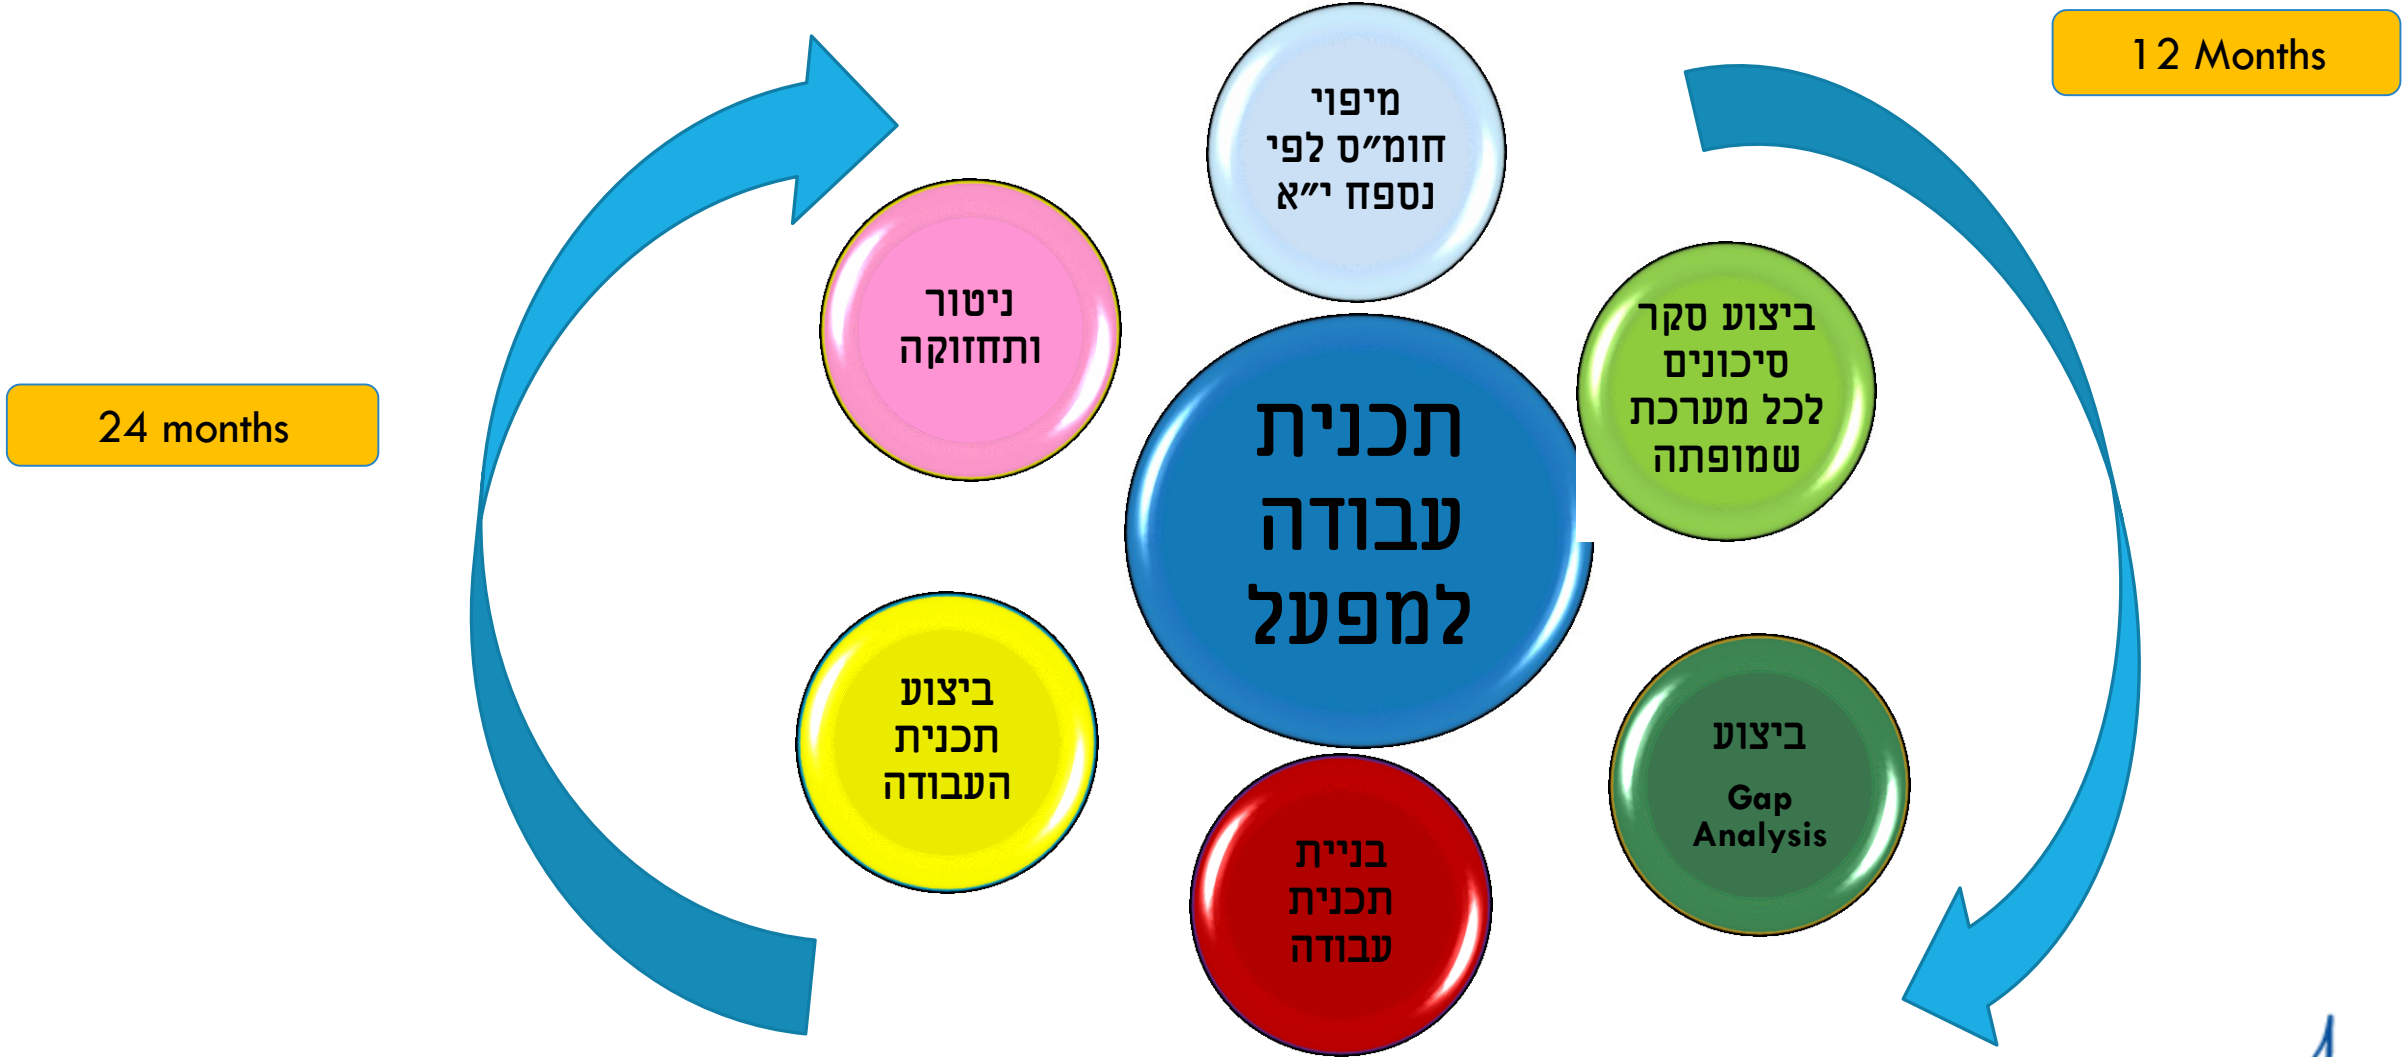 12 Months
מיפוי
חומ״ס לפי
נספח י״א
ביצוע סקר
סיכונים
לכל מערכת
שמופתה
ביצוע
Gap
Analysis
בניית
תכנית
עבודה
ביצוע
תכנית
העבודה
ניטור
ותחזוקה
תכנית
עבודה
למפעל
24 months